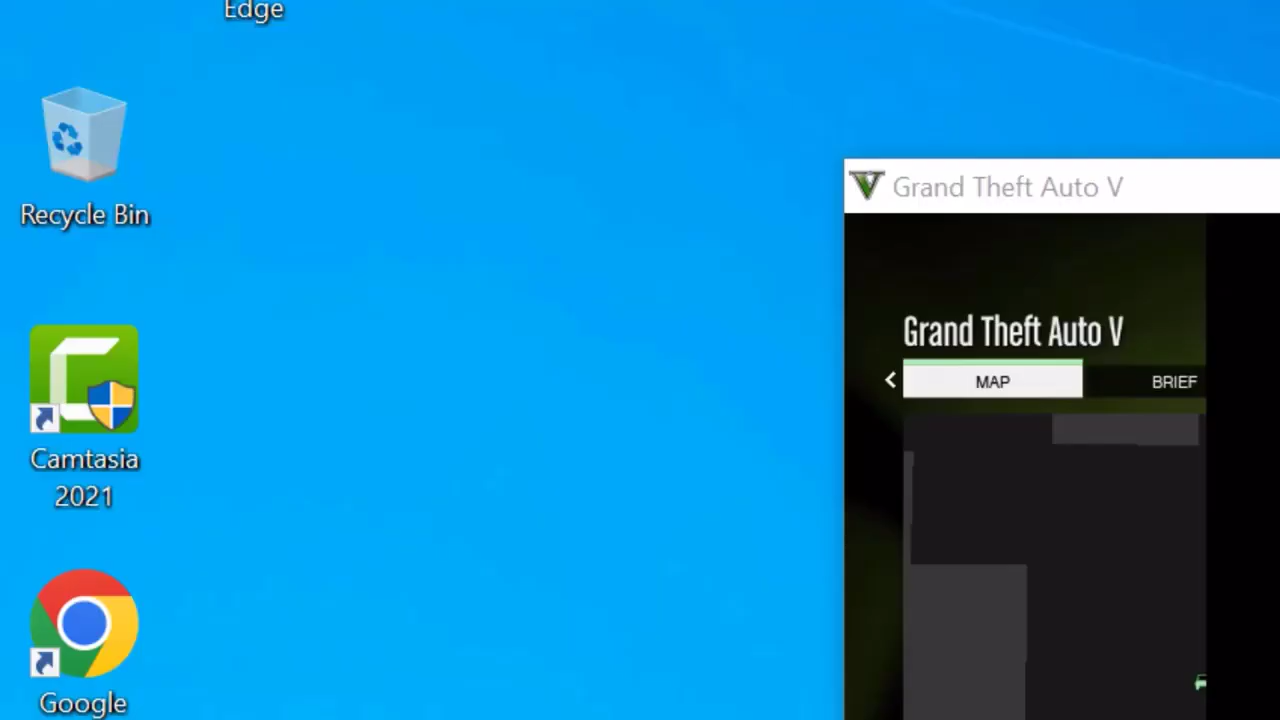 Edge
Recycle Bin
Grand Theft Auto V
Grand Theft Auto V
MAP
BRIEF
Camtasia
2021
Google